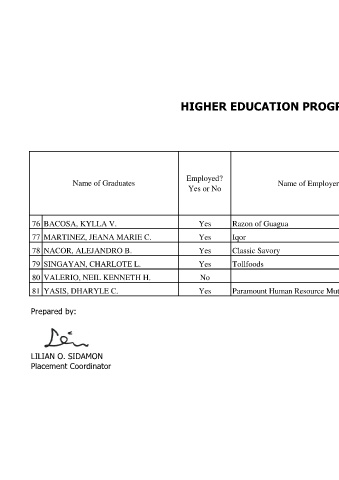 HIGHER EDUCATION PROGR
Name of Graduates
Employed?
Yes or No
Name of Employer
76 BACOSA, KYLLA V. Yes Razon of Guagua
77 MARTINEZ, JEANA MARIE C. Yes Iqor
78 NACOR, ALEJANDRO B. Yes Classic Savory
79 SINGAYAN, CHARLOTE L. Yes Tollfoods
80 VALERIO, NEIL KENNETH H. No
81 YASIS, DHARYLE C. Yes Paramount Human Resource Mut
Prepared by:
LILIAN O. SIDAMON
Placement Coordinator